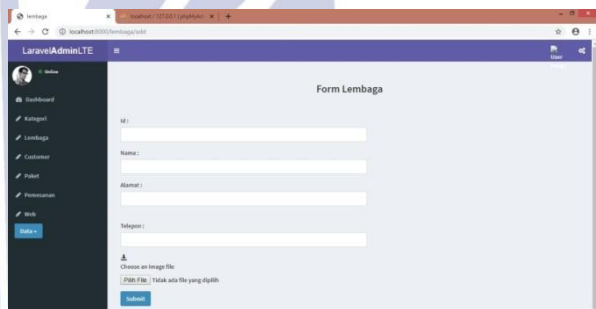 lembaga
localhost / 127.0.0.1 | phpMyAd
localhost:8000/lembaga/add
LaravelAdminLTE
User
Online
Form Lembaga
Dashboard
Kategori
Lembaga
Customer
Paket
Pemesanan
Web
Data
Id :
Nama :
Alamat :
Telepon :
Choose an Image file
Pilih File Tidak ada file yang dipilih
Submit